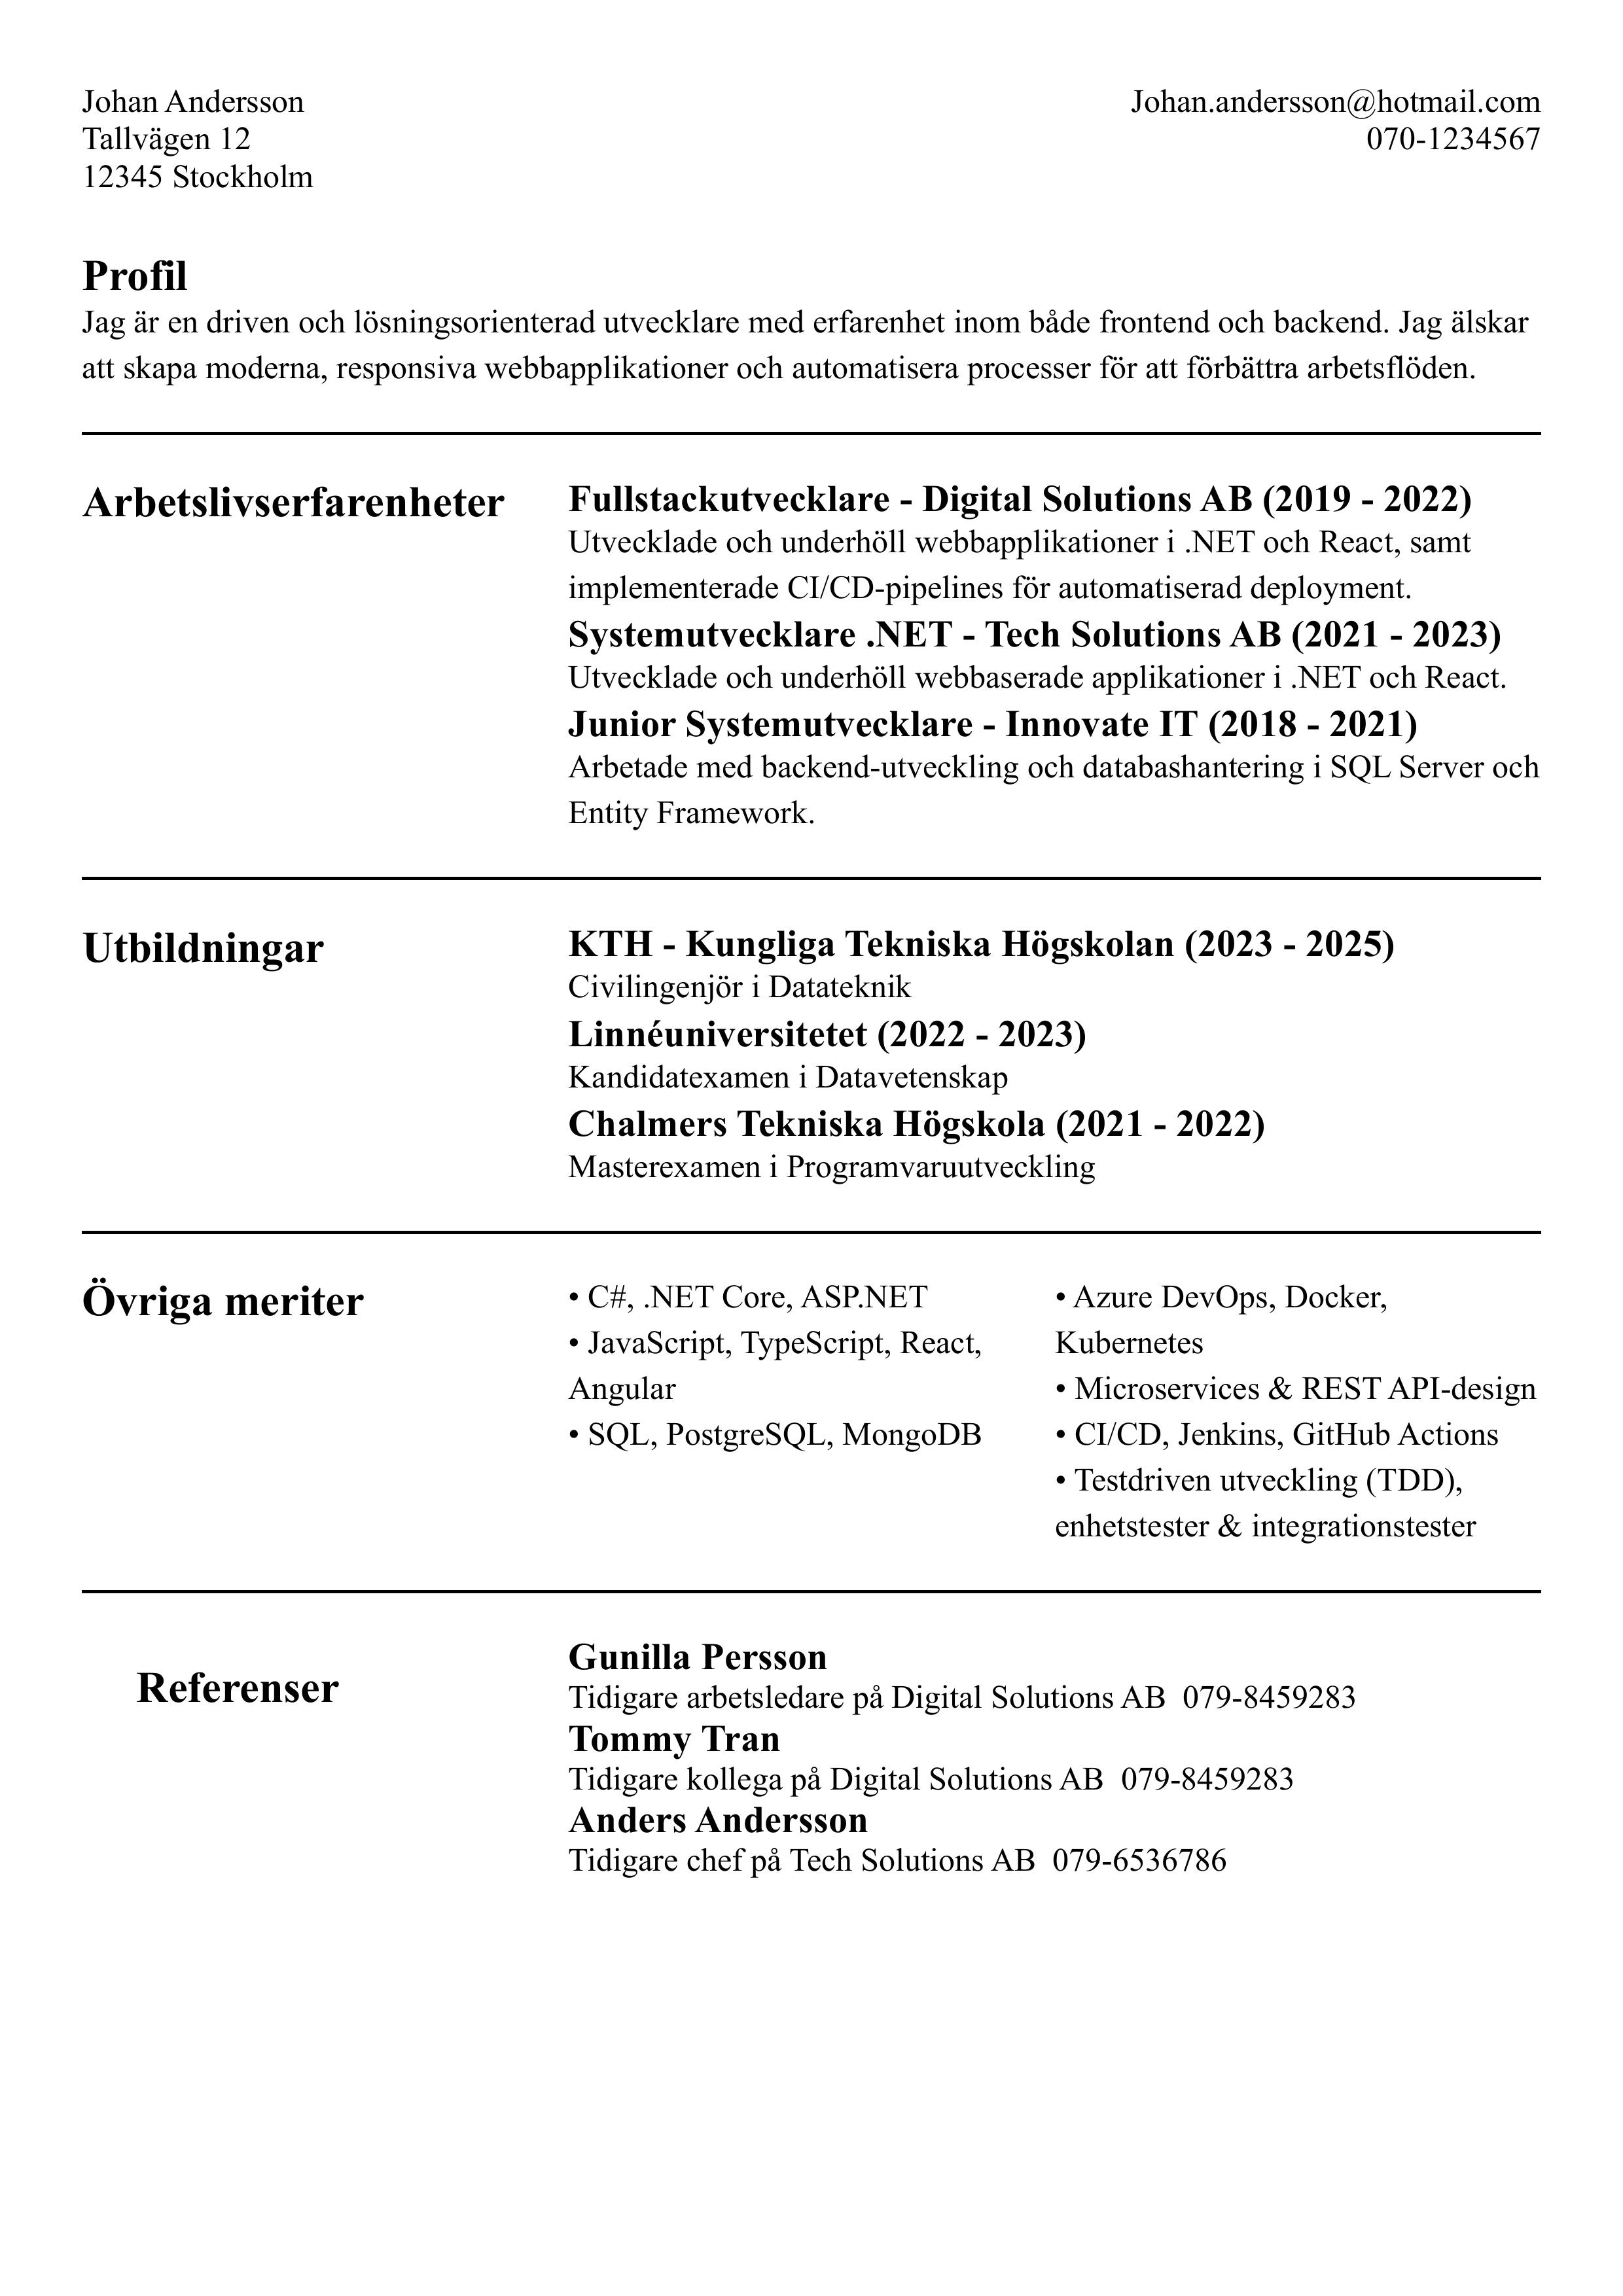 Johan Andersson
Tallvägen 12
12345 Stockholm
Johan.andersson@hotmail.com
070-1234567
Profil
Jag är en driven och lösningsorienterad utvecklare med erfarenhet inom både frontend och backend. Jag älskar
att skapa moderna, responsiva webbapplikationer och automatisera processer för att förbättra arbetsflöden.
Arbetslivserfarenheter
Fullstackutvecklare - Digital Solutions AB (2019 - 2022)
Utvecklade och underhöll webbapplikationer i .NET och React, samt
implementerade CI/CD-pipelines för automatiserad deployment.
Systemutvecklare .NET - Tech Solutions AB (2021 - 2023)
Utvecklade och underhöll webbaserade applikationer i .NET och React.
Junior Systemutvecklare - Innovate IT (2018 - 2021)
Arbetade med backend-utveckling och databashantering i SQL Server och
Entity Framework.
Utbildningar
KTH - Kungliga Tekniska Högskolan (2023 - 2025)
Civilingenjör i Datateknik
Linnéuniversitetet (2022 - 2023)
Kandidatexamen i Datavetenskap
Chalmers Tekniska Högskola (2021 - 2022)
Masterexamen i Programvaruutveckling
Övriga meriter
• C#, .NET Core, ASP.NET
• JavaScript, TypeScript, React,
Angular
• SQL, PostgreSQL, MongoDB
• Azure DevOps, Docker,
Kubernetes
• Microservices & REST API-design
• CI/CD, Jenkins, GitHub Actions
• Testdriven utveckling (TDD),
enhetstester & integrationstester
Referenser
Gunilla Persson
Tidigare arbetsledare på Digital Solutions AB  079-8459283
Tommy Tran
Tidigare kollega på Digital Solutions AB  079-8459283
Anders Andersson
Tidigare chef på Tech Solutions AB  079-6536786